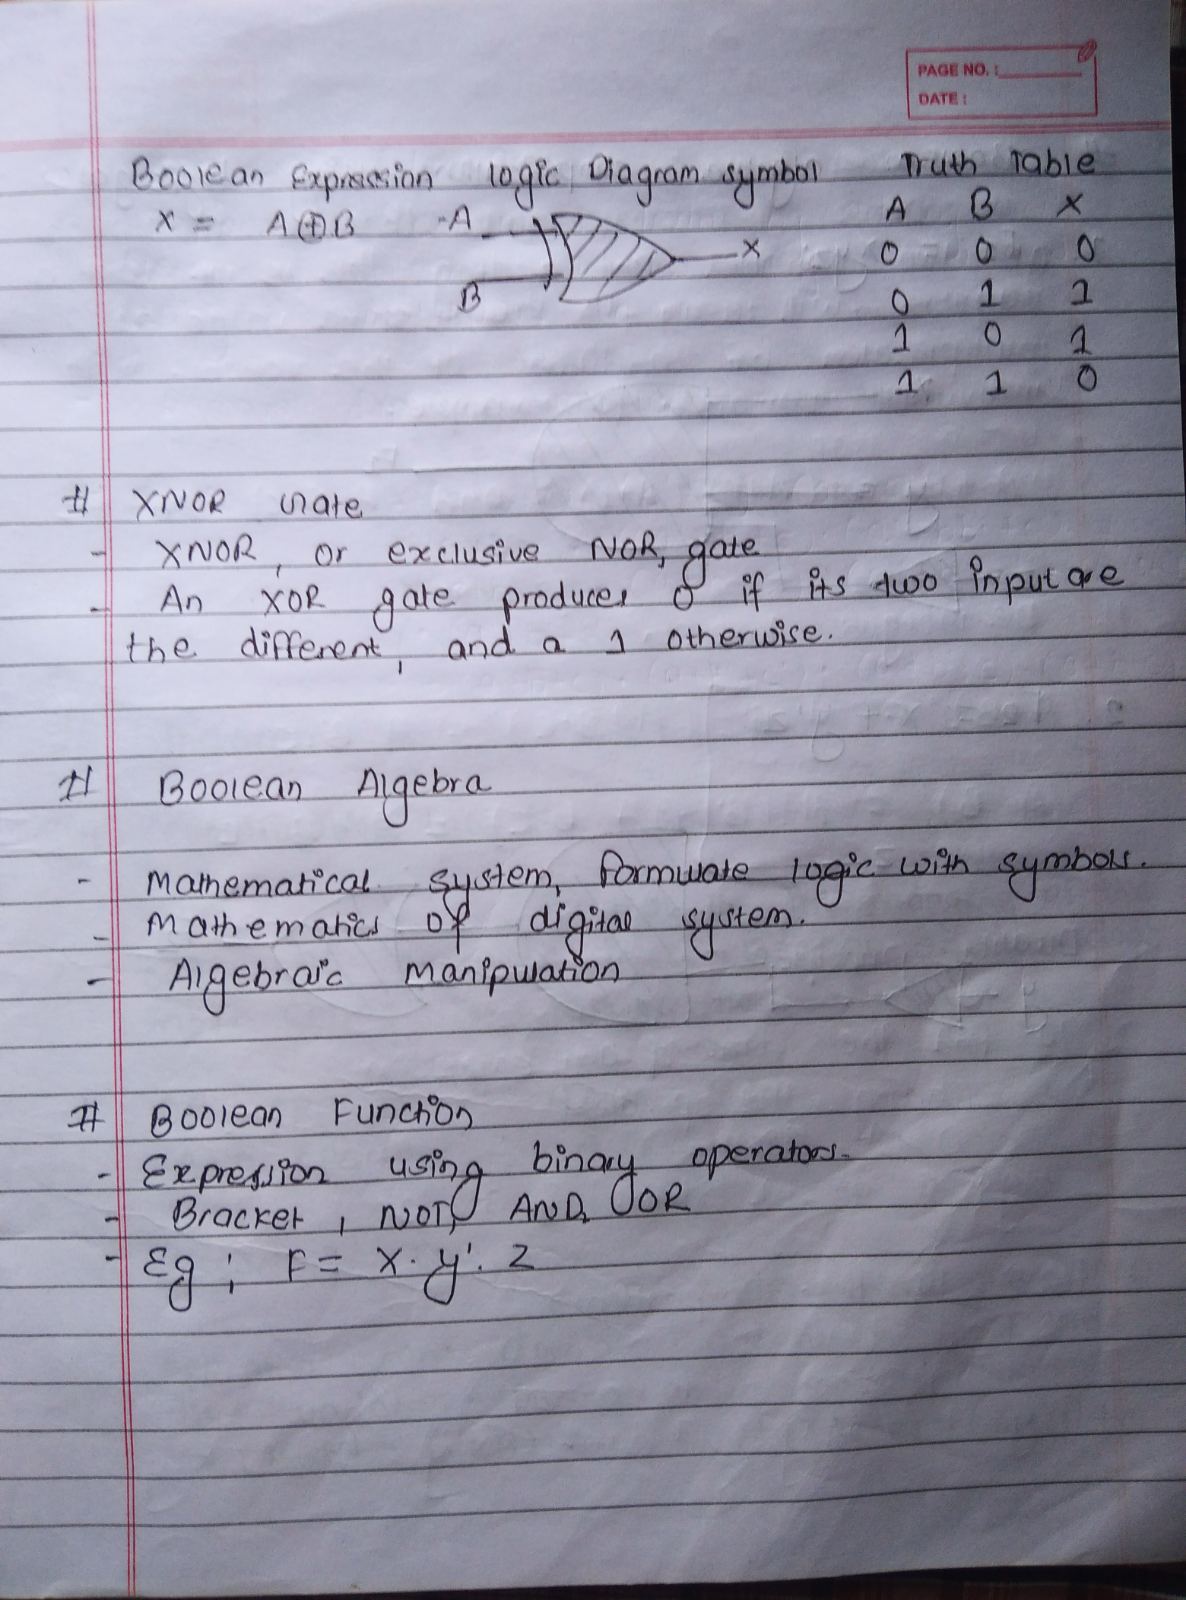 PAGE NO. :
DATE :
Boolean Expression logic Diagram symbol Truth Table
X = A⊕B A X A B X
0 0 0
B 0 1 1
1 0 1
1 1 0
# XNOR Gate
- XNOR, or exclusive NOR, gate
- An XOR gate produces 0 if its two input are
the different, and a 1 otherwise.
# Boolean Algebra
- Mathematical system, formulate logic with symbols.
- Mathematics of digital system.
- Algebraic manipulation
# Boolean Function
- Expression using binary operators.
- Bracket, NOT, AND, OR
- Eg; F = X. y'. z